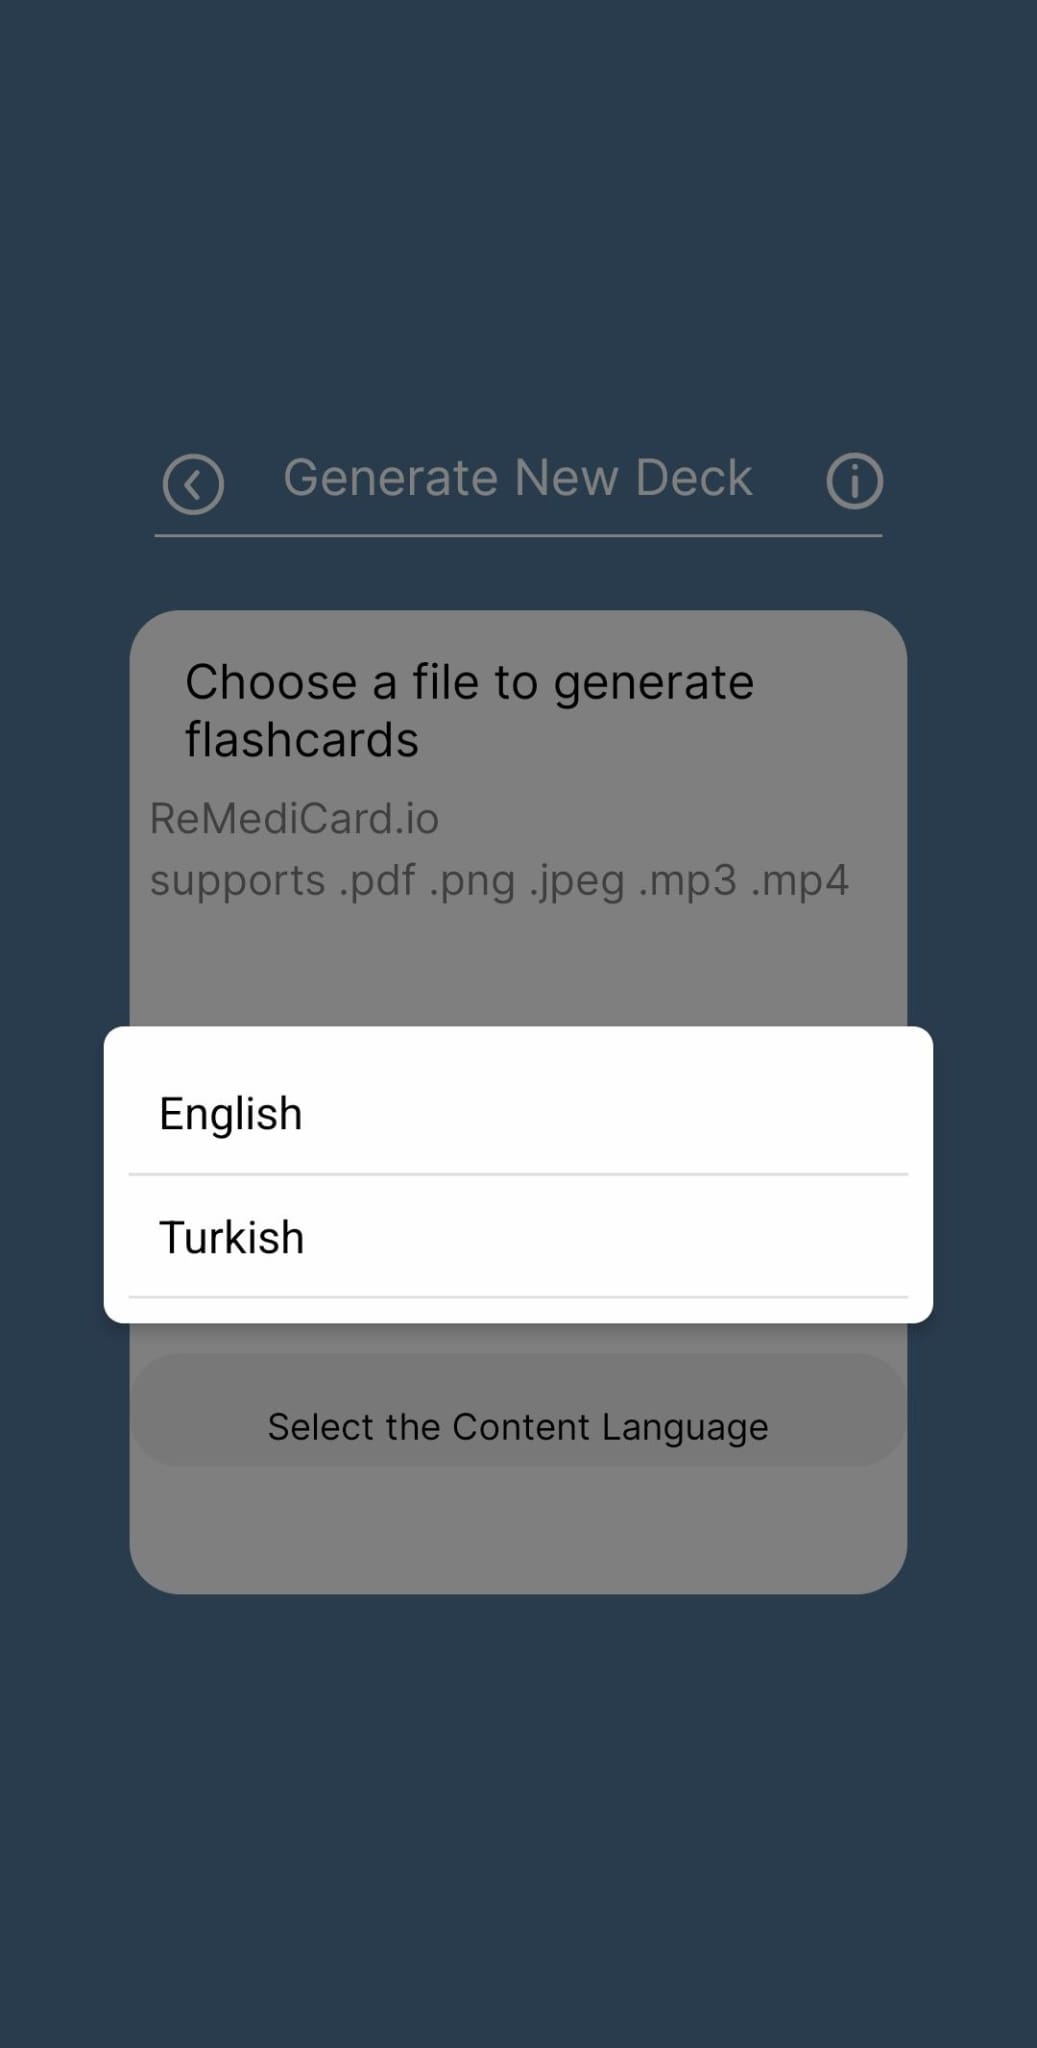 Generate New Deck
Choose a file to generate
flashcards
ReMediCard.io
supports .pdf .png .jpeg .mp3 .mp4
English
Turkish
Select the Content Language